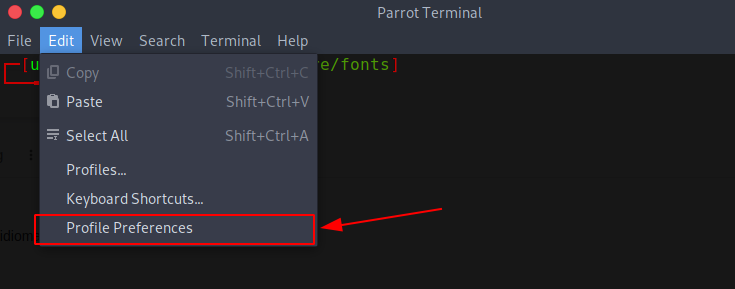 Parrot Terminal
File Edit View Search Terminal Help
[u
e/fonts]
Copy Shift+Ctrl+C
Paste Shift+Ctrl+V
Select All Shift+Ctrl+A
Profiles...
Keyboard Shortcuts...
Profile Preferences
idiom